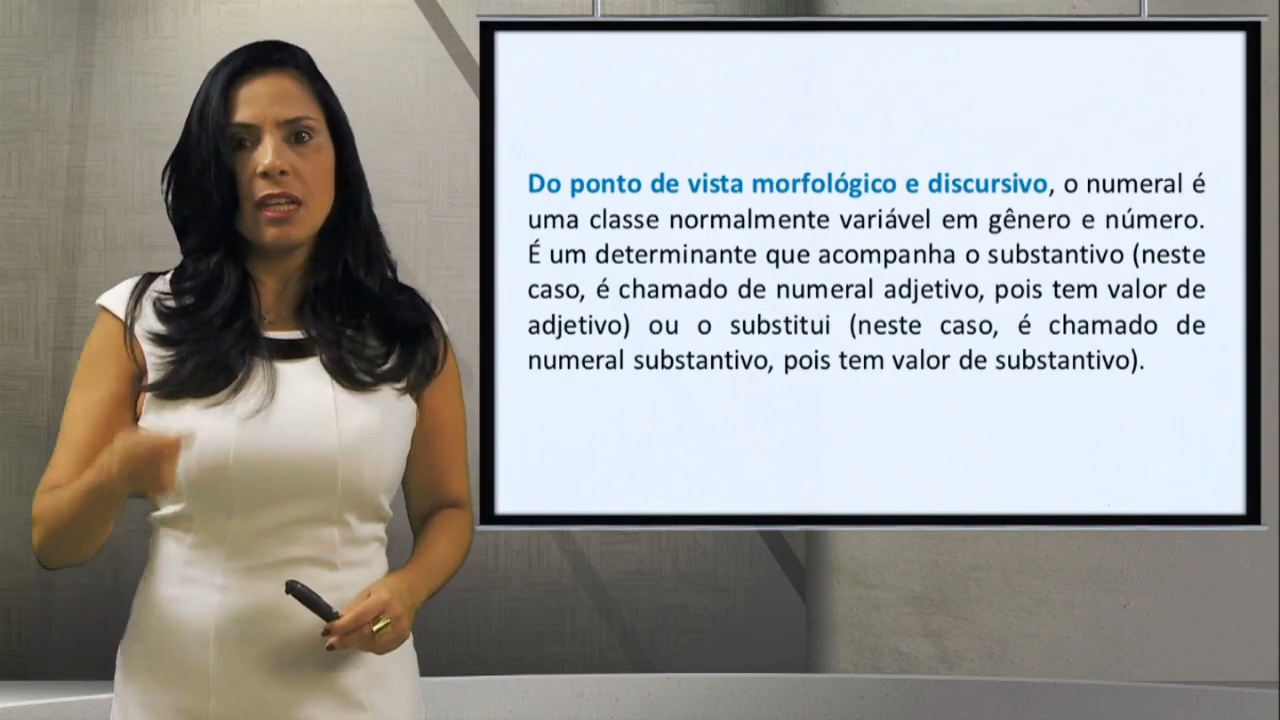 Do ponto de vista morfológico e discursivo, o numeral é
uma classe normalmente variável em gênero e número.
É um determinante que acompanha o substantivo (neste
caso, é chamado de numeral adjetivo, pois tem valor de
adjetivo) ou o substitui (neste caso, é chamado de
numeral substantivo, pois tem valor de substantivo).